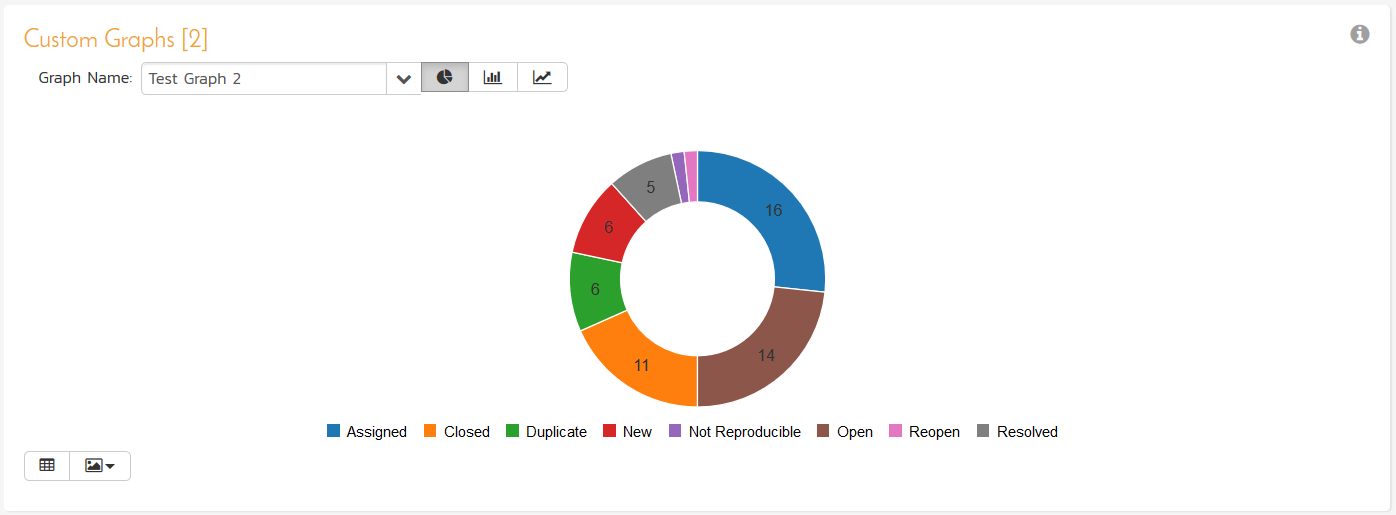 Custom Graphs [2]
Graph Name: Test Graph 2
16
14
11
6
6
5
Assigned Closed Duplicate New Not Reproducible Open Reopen Resolved